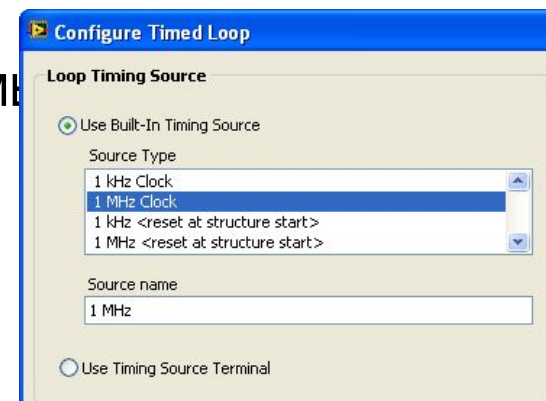 Configure Timed Loop
Loop Timing Source
Use Built-In Timing Source
Source Type
1 kHz Clock
1 MHz Clock
1 kHz <reset at structure start>
1 MHz <reset at structure start>
Source name
1 MHz
Use Timing Source Terminal